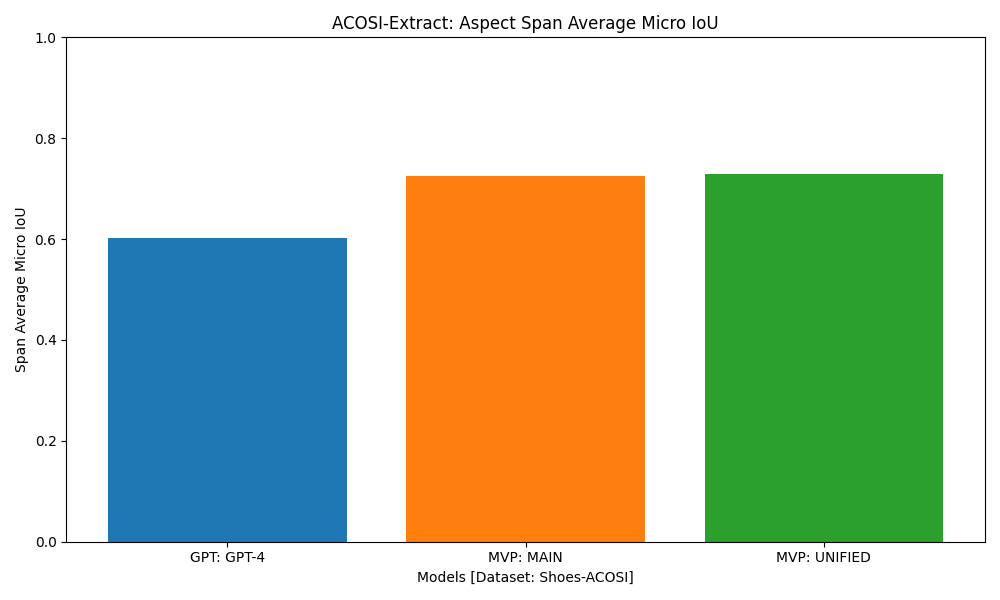 ACOSI-Extract: Aspect Span Average Micro IoU
1.0
0.8
0.6
0.4
0.2
0.0
Span Average Micro IoU
GPT: GPT-4
MVP: MAIN
MVP: UNIFIED
Models [Dataset: Shoes-ACOSI]